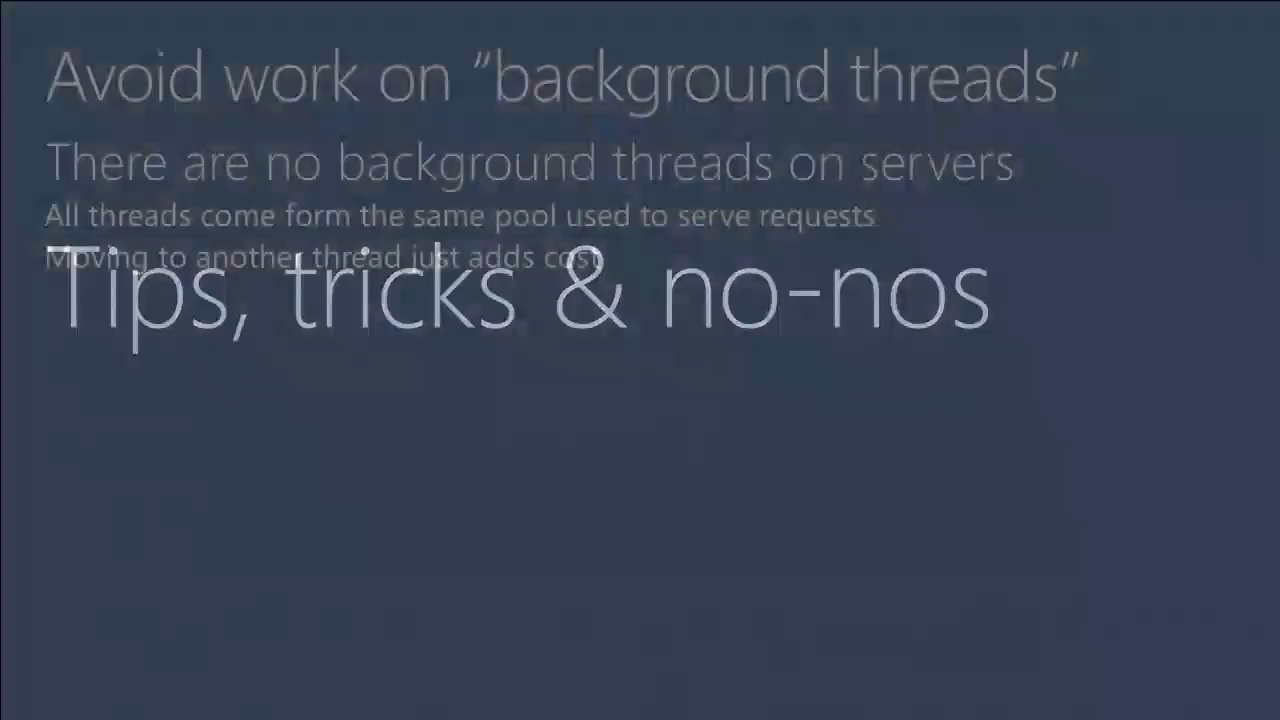 Avoid work on “background threads”
There are no background threads on servers
All threads come form the same pool used to serve requests
Moving to another thread just adds cost
Tips, tricks & no-nos